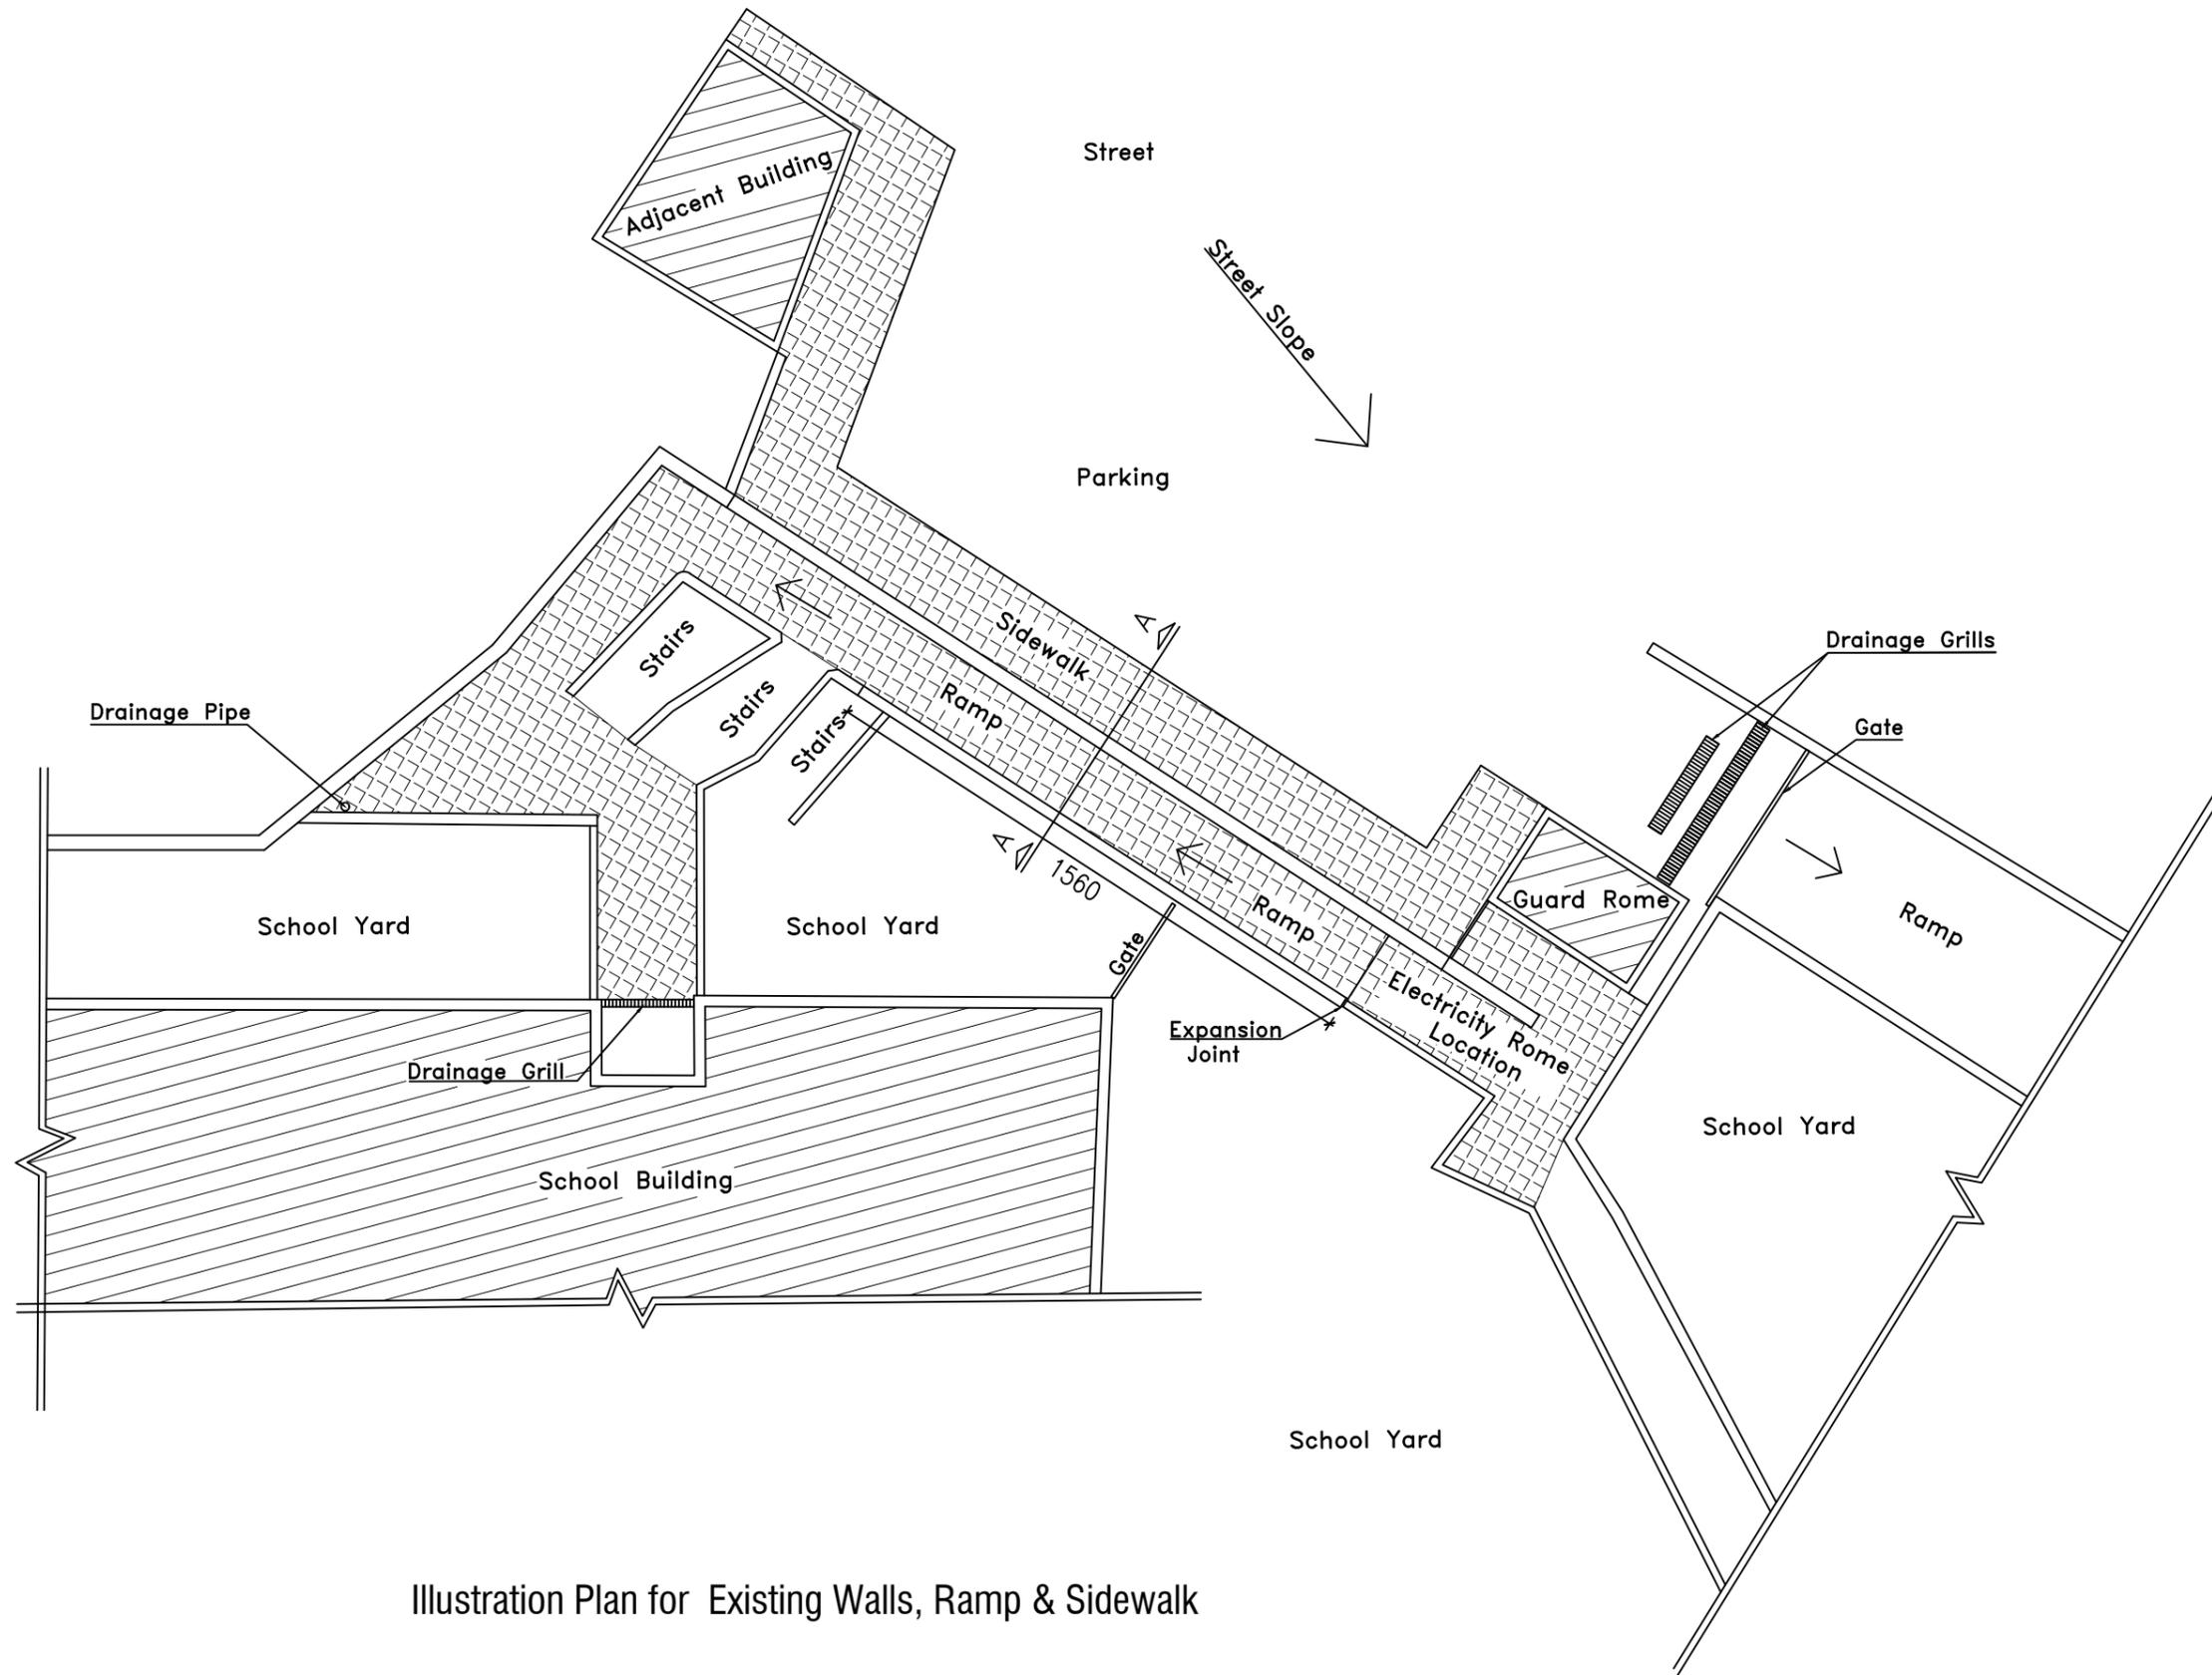 Street
Adjacent Building
Street Slope
Parking
Sidewalk
A
Stairs
Drainage Grills
Stairs
Ramp
Drainage Pipe
Gate
Stairs
A
1560
Guard Rome
School Yard
School Yard
Ramp
Ramp
Gate
Electricity Rome
Location
Expansion
Joint
Drainage Grill
School Yard
School Building
School Yard
Illustration Plan for Existing Walls, Ramp & Sidewalk